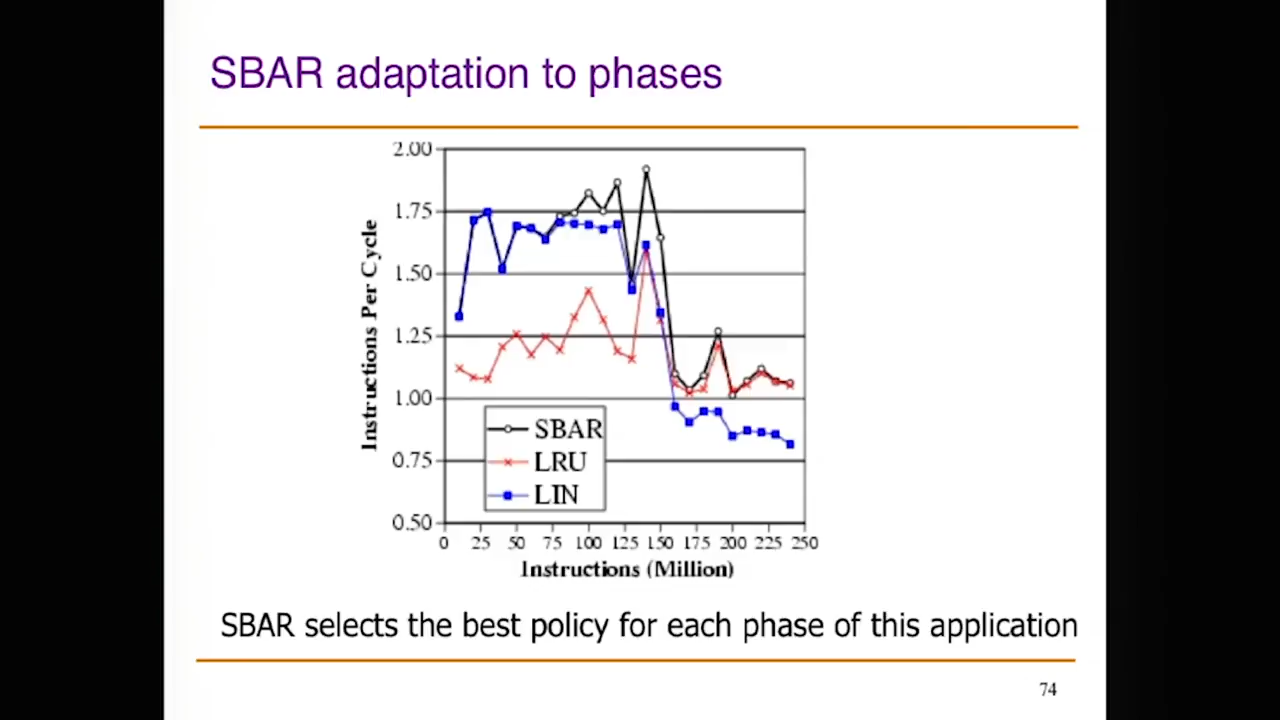 SBAR adaptation to phases
2.00
1.75
1.50
1.25
1.00
0.75
0.50
Instructions Per Cycle
SBAR
LRU
LIN
0 25 50 75 100 125 150 175 200 225 250
Instructions (Million)
SBAR selects the best policy for each phase of this application
74